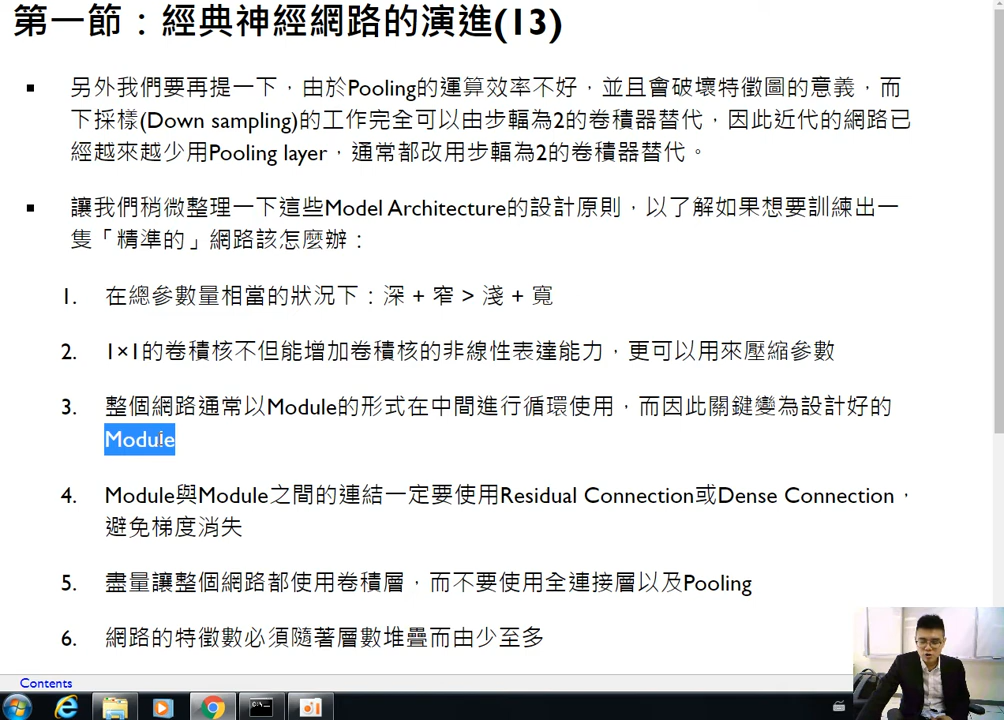 第一節：經典神經網路的演進(13)
▪ 另外我們要再提一下，由於Pooling的運算效率不好，並且會破壞特徵圖的意義，而
下採樣(Down sampling)的工作完全可以由步輻為2的卷積器替代，因此近代的網路已
經越來越少用Pooling layer，通常都改用步輻為2的卷積器替代。
▪ 讓我們稍微整理一下這些Model Architecture的設計原則，以了解如果想要訓練出一
隻「精準的」網路該怎麼辦：
1. 在總參數量相當的狀況下：深 + 窄 > 淺 + 寬
2. 1×1的卷積核不但能增加卷積核的非線性表達能力，更可以用來壓縮參數
3. 整個網路通常以Module的形式在中間進行循環使用，而因此關鍵變為設計好的
Module
4. Module與Module之間的連結一定要使用Residual Connection或Dense Connection，
避免梯度消失
5. 盡量讓整個網路都使用卷積層，而不要使用全連接層以及Pooling
6. 網路的特徵數必須隨著層數堆疊而由少至多
Contents